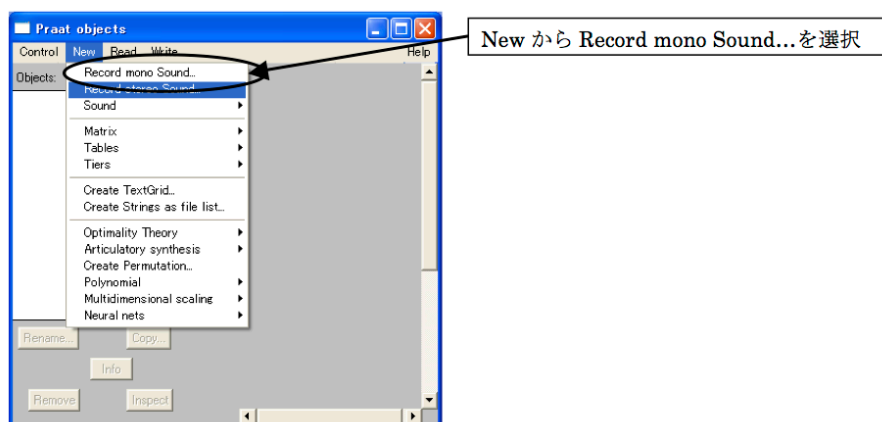 Praat objects
Control New Read Write Help
Objects:
Record mono Sound...
Record stereo Sound...
Sound
Matrix
Tables
Tiers
Create TextGrid...
Create Strings as file list...
Optimality Theory
Articulatory synthesis
Create Permutation...
Polynomial
Multidimensional scaling
Neural nets
Rename... Copy...
Info
Remove Inspect
New から Record mono Sound...を選択